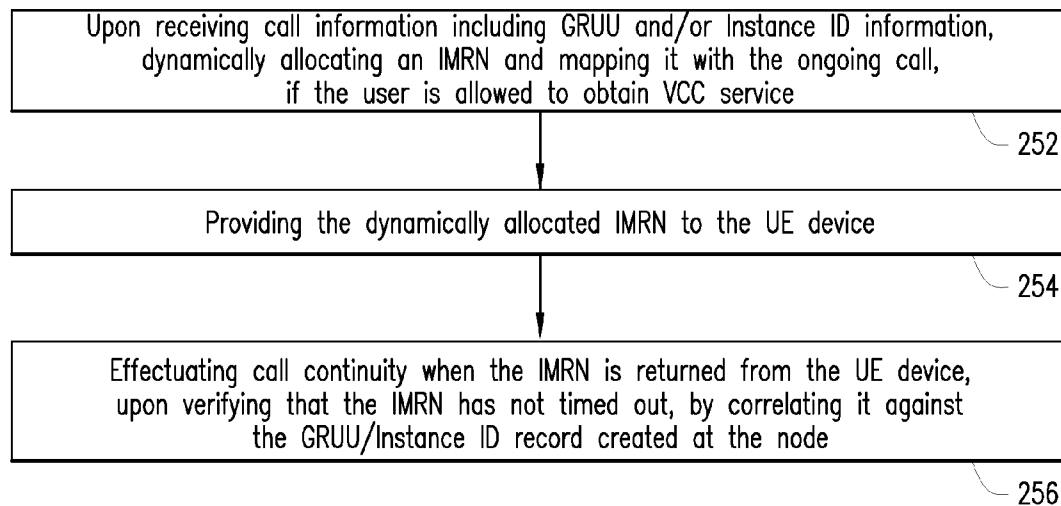 Upon receiving call information including GRUU and/or Instance ID information,
dynamically allocating an IMRN and mapping it with the ongoing call,
if the user is allowed to obtain VCC service
252
Providing the dynamically allocated IMRN to the UE device
254
Effectuating call continuity when the IMRN is returned from the UE device,
upon verifying that the IMRN has not timed out, by correlating it against
the GRUU/Instance ID record created at the node
256